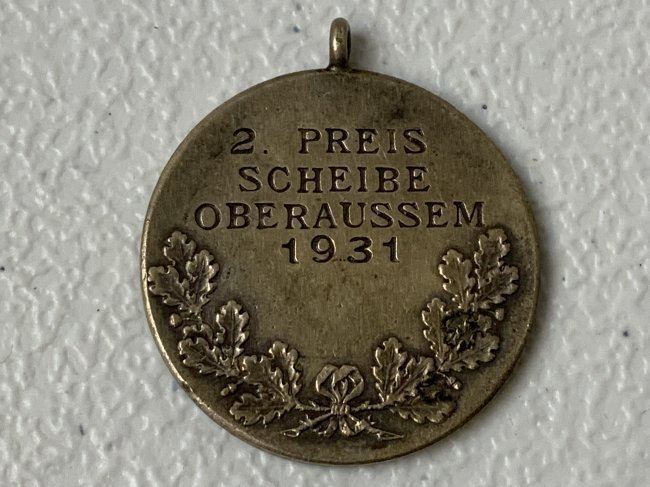 2. PREIS
SCHEIBE
OBERAUSSEM
1931